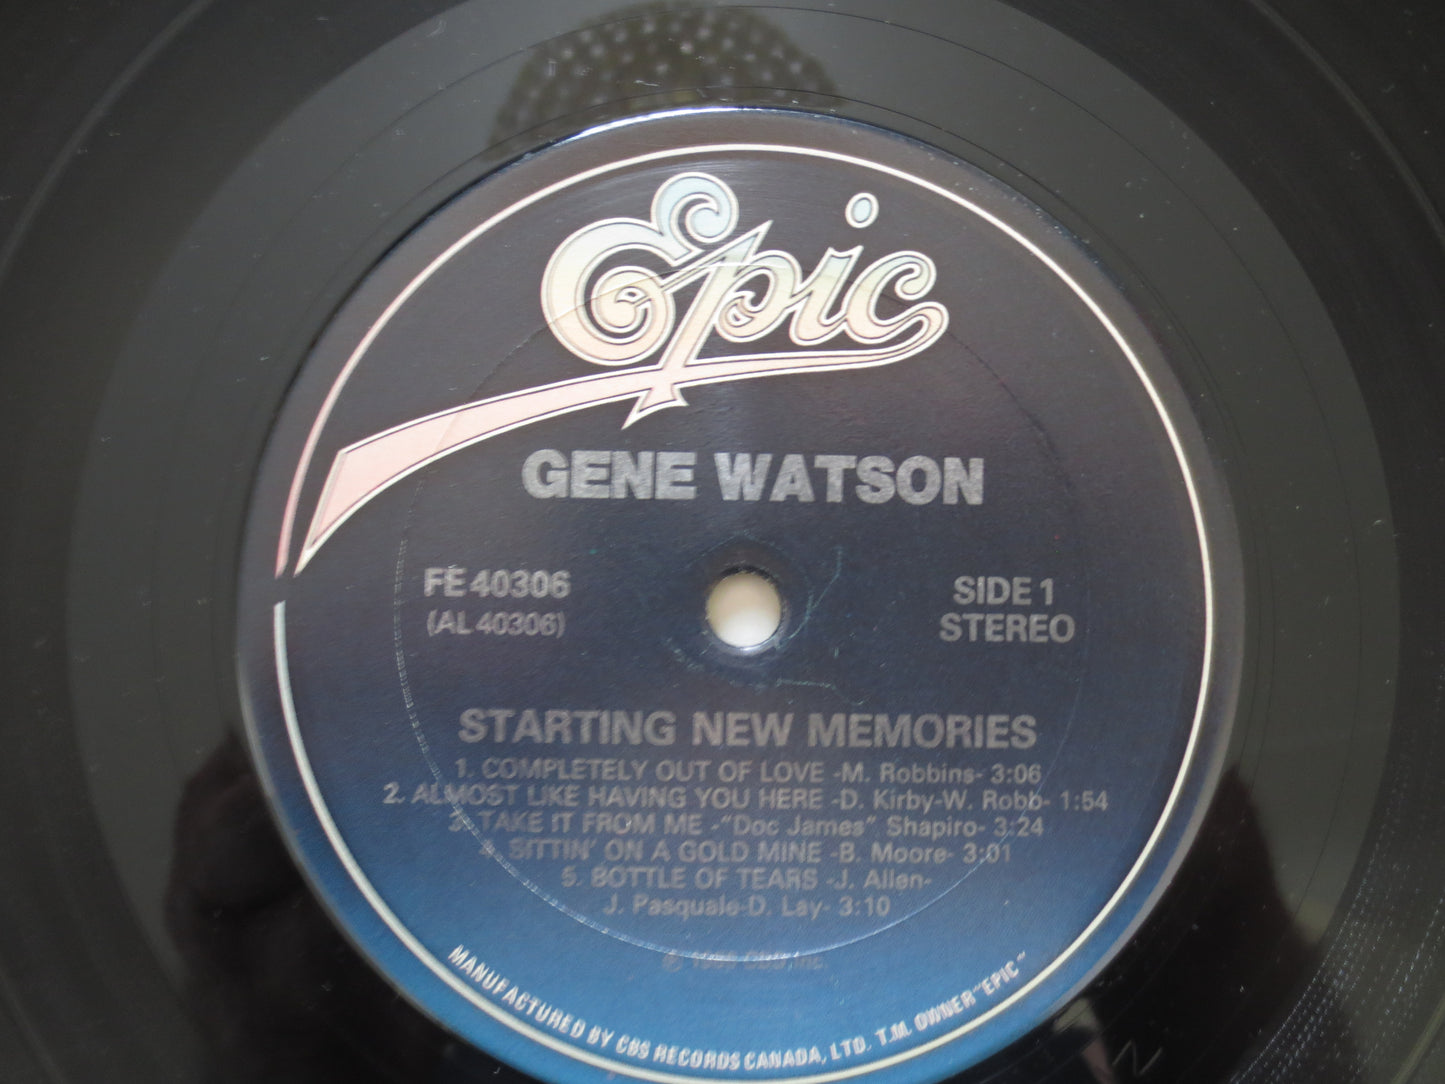 Epic
GENE WATSON
FE 40306
(AL 40306)
SIDE 1
STEREO
STARTING NEW MEMORIES
1. COMPLETELY OUT OF LOVE -M. Robbins- 3:06
2. ALMOST LIKE HAVING YOU HERE -D. Kirby-W. Robb- 1:54
3. TAKE IT FROM ME -"Doc James" Shapiro- 3:24
4. SITTIN' ON A GOLD MINE -B. Moore- 3:01
5. BOTTLE OF TEARS -J. Allen-
J. Pasquale-D. Lay- 3:10
CBS Inc.
MANUFACTURED BY CBS RECORDS CANADA, LTD. T.M. OWNER "EPIC"